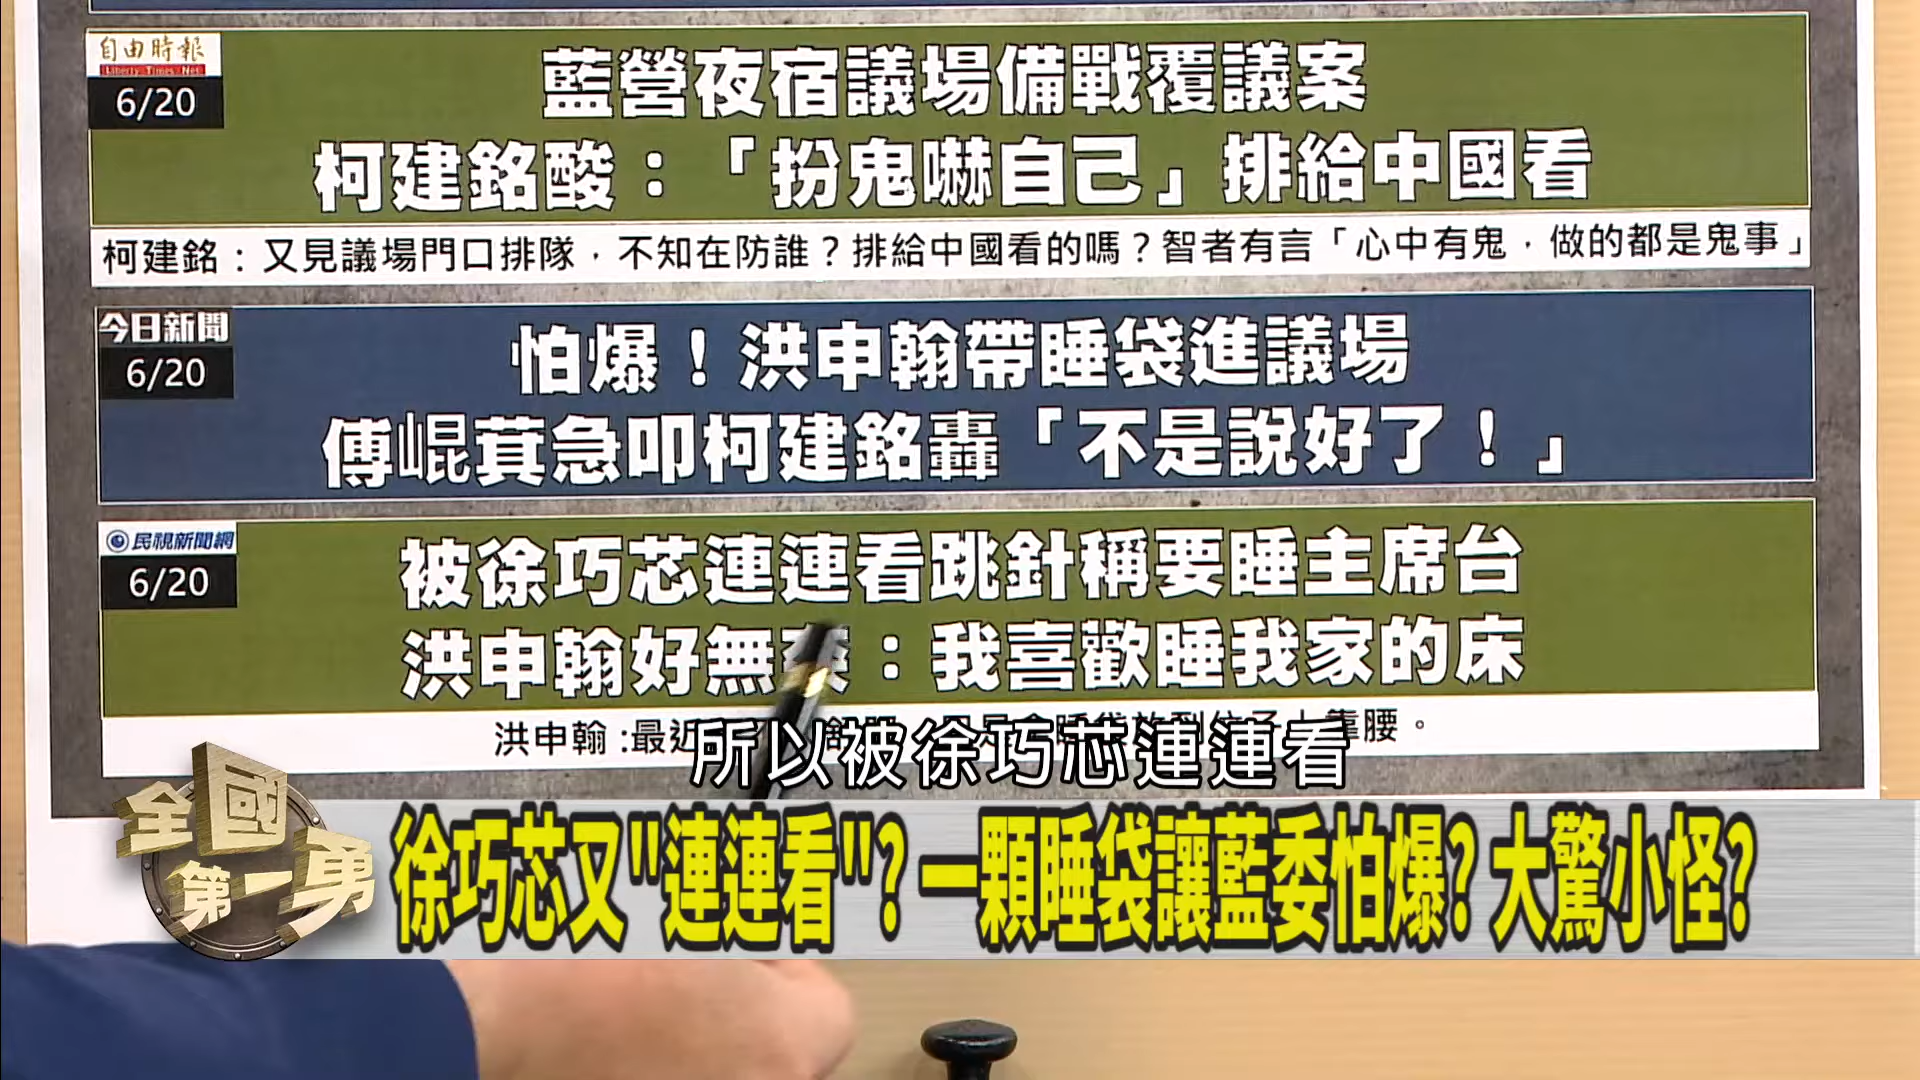 自由時報
Liberty Times Net
6/20
藍營夜宿議場備戰覆議案
柯建銘酸：「扮鬼嚇自己」排給中國看
柯建銘：又見議場門口排隊，不知在防誰？排給中國看的嗎？智者有言「心中有鬼，做的都是鬼事」
今日新聞
6/20
怕爆！洪申翰帶睡袋進議場
傅崐萁急叩柯建銘轟「不是說好了！」
民視新聞網
6/20
被徐巧芯連連看跳針稱要睡主席台
洪申翰好無奈：我喜歡睡我家的床
洪申翰:最近 靠腰。
所以被徐巧芯連連看
全國第一勇
徐巧芯又"連連看"?一顆睡袋讓藍委怕爆?大驚小怪?